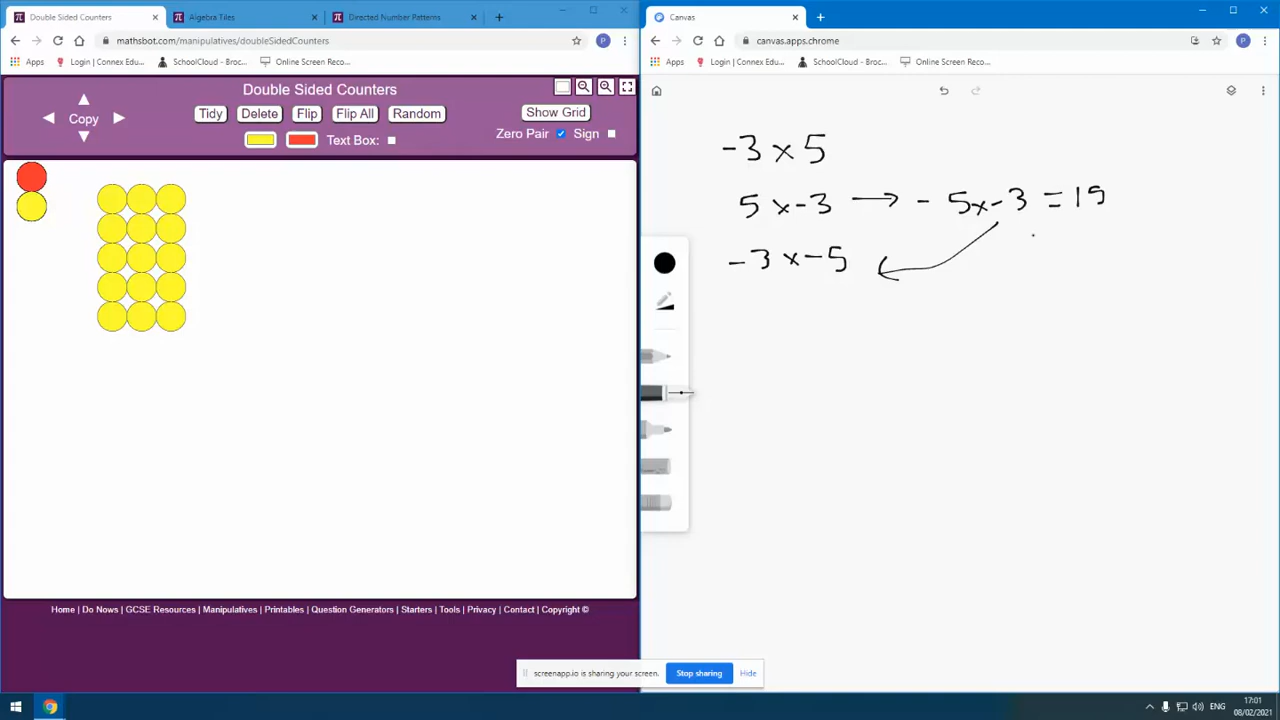 Double Sided Counters
Algebra Tiles
Directed Number Patterns
mathsbot.com/manipulatives/doubleSidedCounters
P
Apps
Login | Connex Edu...
SchoolCloud - Broc...
Online Screen Reco...
Double Sided Counters
Copy
Tidy
Delete
Flip
Flip All
Random
Show Grid
Text Box:
Zero Pair
Sign
Home | Do Nows | GCSE Resources | Manipulatives | Printables | Question Generators | Starters | Tools | Privacy | Contact | Copyright ©
Canvas
canvas.apps.chrome
P
Apps
Login | Connex Edu...
SchoolCloud - Broc...
Online Screen Reco...
-3 x 5
5 x -3 → - 5x-3 = 15
-3 x -5
screenapp.io is sharing your screen.
Stop sharing
Hide
ENG
17:01
08/02/2021